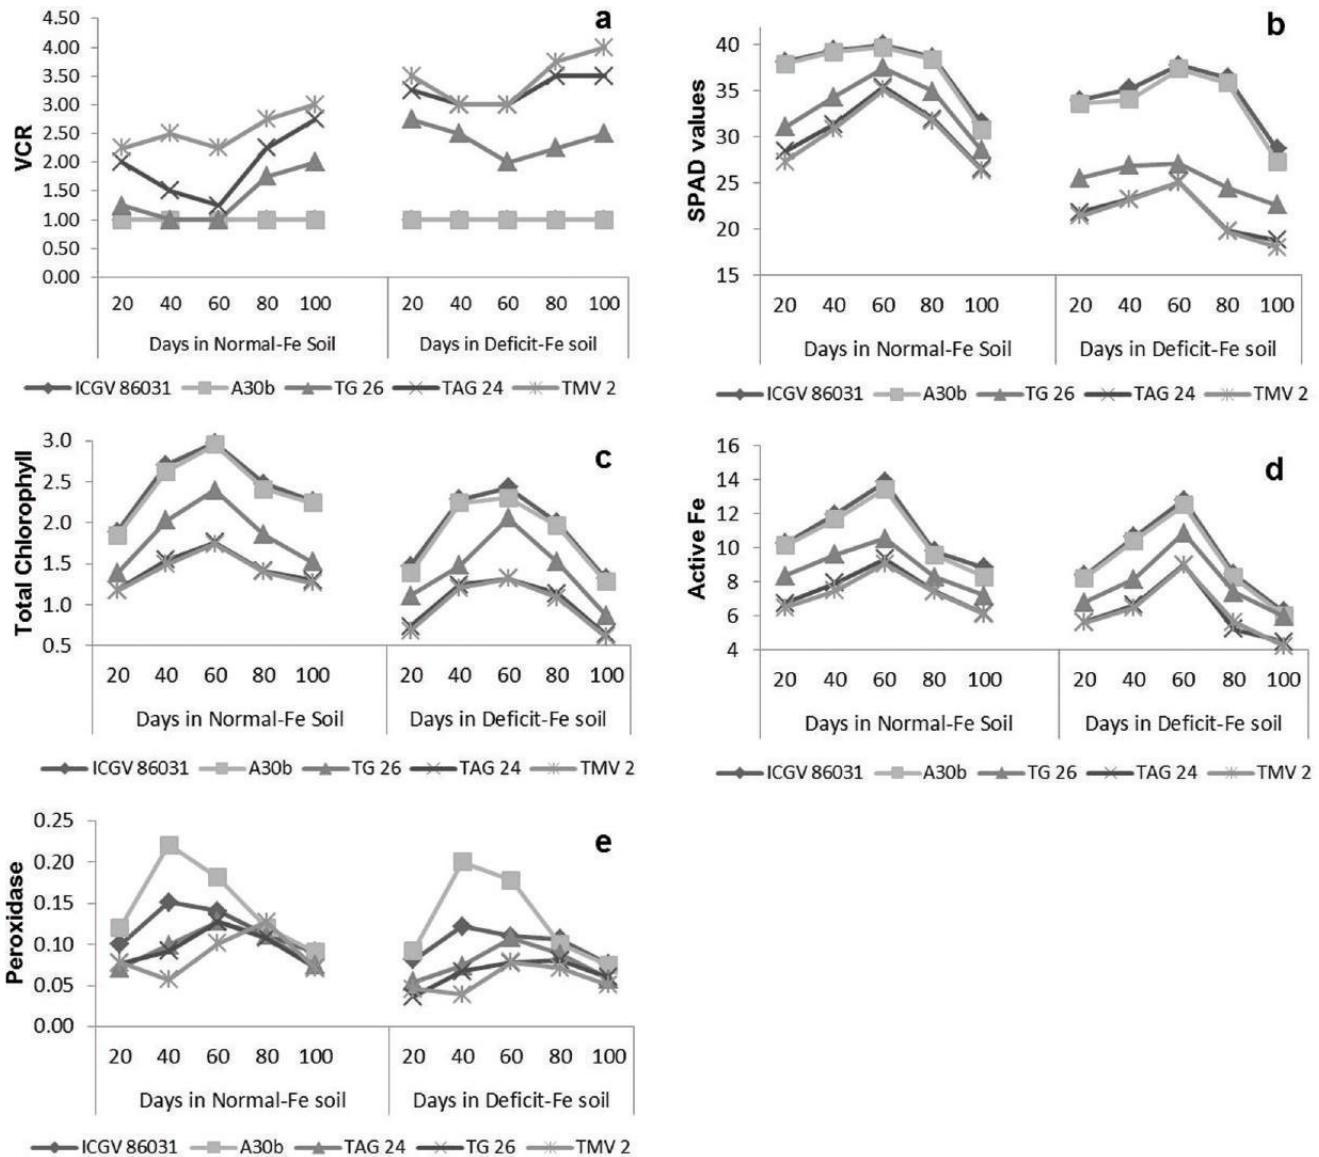 a
VCR
4.50
4.00
3.50
3.00
2.50
2.00
1.50
1.00
0.50
0.00
20 40 60 80 100 20 40 60 80 100
Days in Normal-Fe Soil Days in Deficit-Fe soil
ICGV 86031 A30b TG 26 TAG 24 TMV 2
b
SPAD values
40
35
30
25
20
15
20 40 60 80 100 20 40 60 80 100
Days in Normal-Fe Soil Days in Deficit-Fe soil
ICGV 86031 A30b TG 26 TAG 24 TMV 2
c
Total Chlorophyll
3.0
2.5
2.0
1.5
1.0
0.5
20 40 60 80 100 20 40 60 80 100
Days in Normal-Fe Soil Days in Deficit-Fe soil
ICGV 86031 A30b TG 26 TAG 24 TMV 2
d
Active Fe
16
14
12
10
8
6
4
20 40 60 80 100 20 40 60 80 100
Days in Normal-Fe Soil Days in Deficit-Fe soil
ICGV 86031 A30b TG 26 TAG 24 TMV 2
e
Peroxidase
0.25
0.20
0.15
0.10
0.05
0.00
20 40 60 80 100 20 40 60 80 100
Days in Normal-Fe soil Days in Deficit-Fe soil
ICGV 86031 A30b TAG 24 TG 26 TMV 2